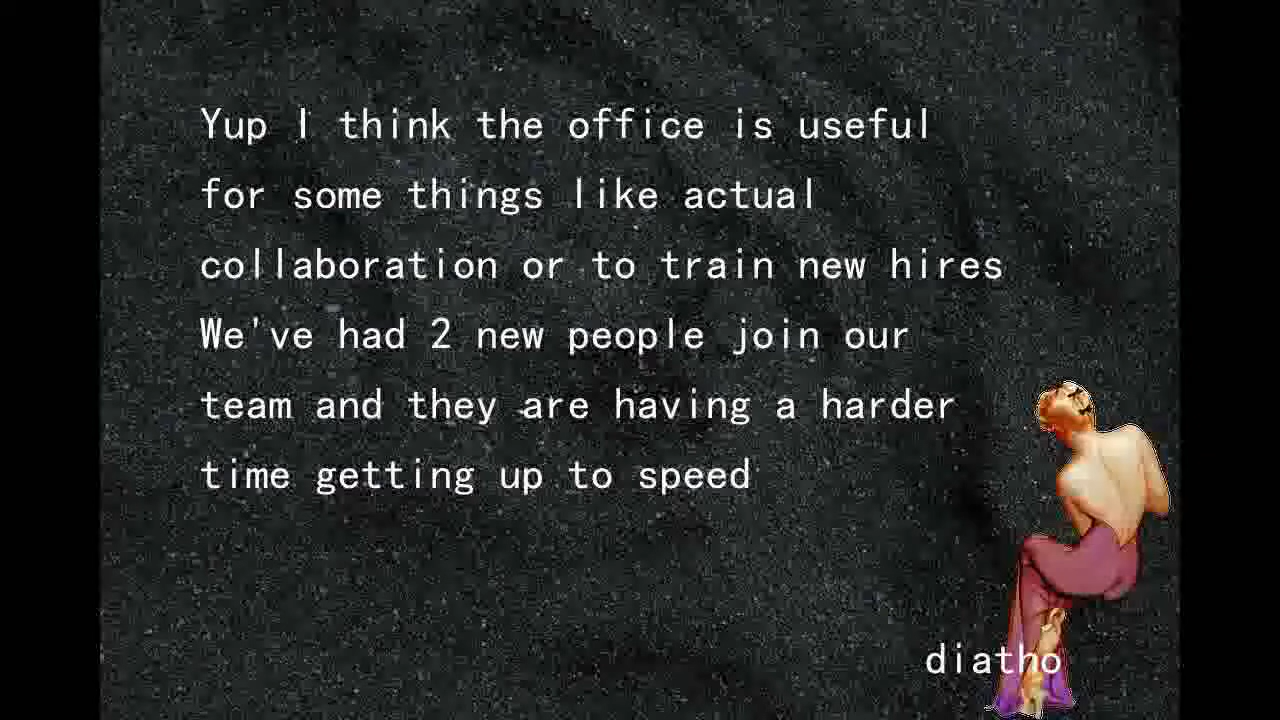 Yup I think the office is useful
for some things like actual
collaboration or to train new hires
We've had 2 new people join our
team and they are having a harder
time getting up to speed
diatho